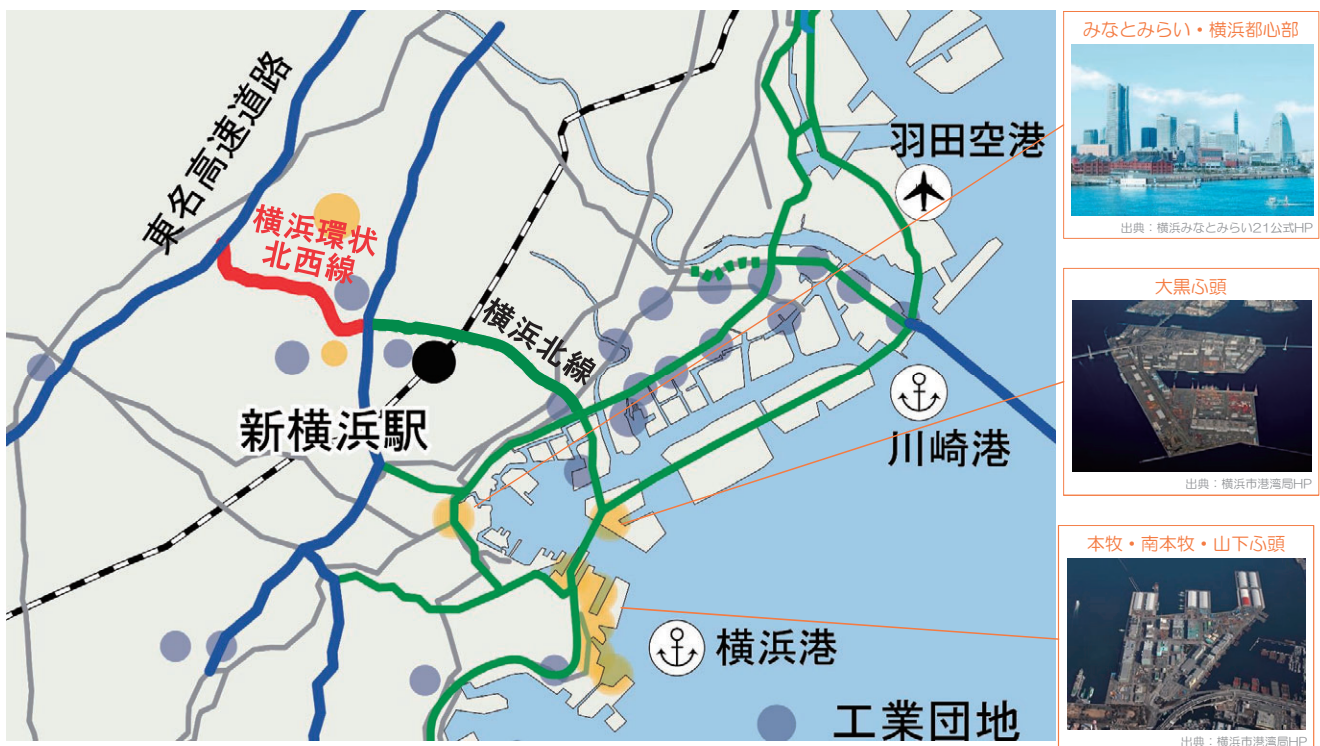 東名高速道路
横浜環状
北西線
横浜北線
新横浜駅
羽田空港
川崎港
横浜港
工業団地
みなとみらい・横浜都心部
出典:横浜みなとみらい21公式HP
大黒ふ頭
出典:横浜市港湾局HP
本牧・南本牧・山下ふ頭
出典:横浜市港湾局HP